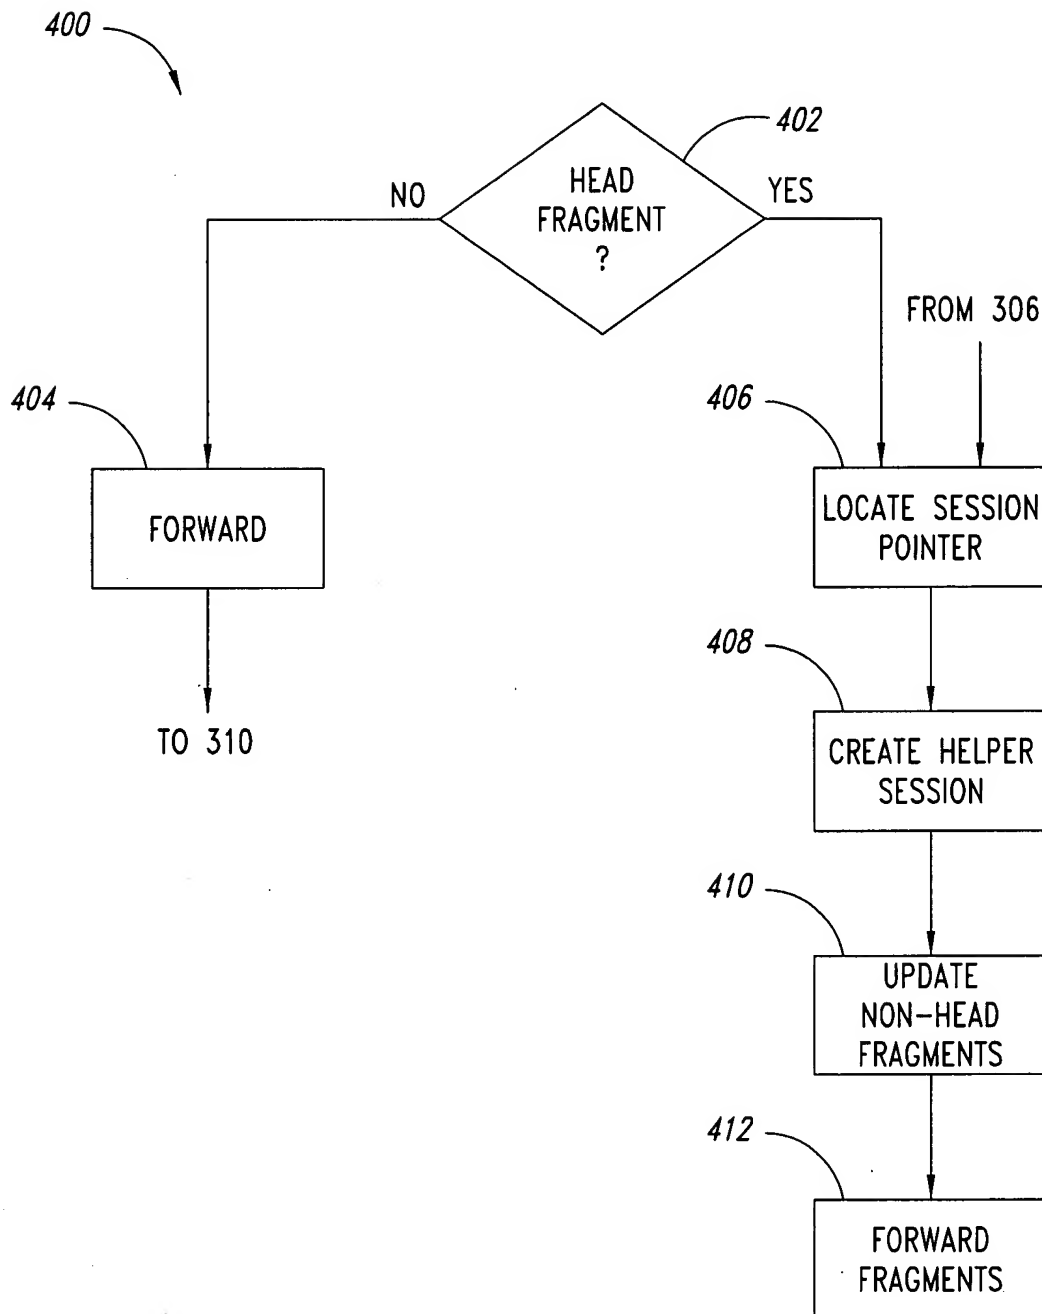 400
402
HEAD
FRAGMENT
?
NO
YES
FROM 306
404
406
FORWARD
LOCATE SESSION
POINTER
408
TO 310
CREATE HELPER
SESSION
410
UPDATE
NON-HEAD
FRAGMENTS
412
FORWARD
FRAGMENTS